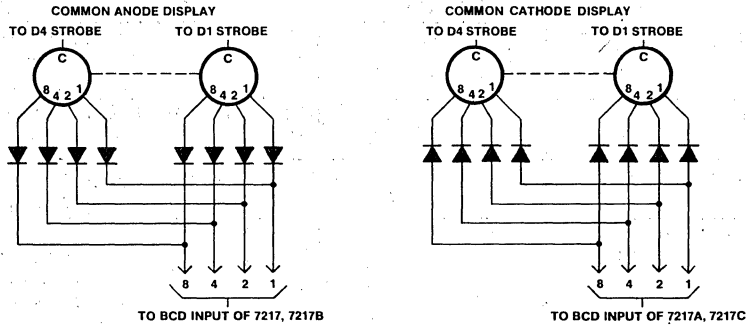 COMMON ANODE DISPLAY
TO D4 STROBE TO D1 STROBE
C C
8 4 2 1 8 4 2 1
8 4 2 1
TO BCD INPUT OF 7217, 7217B
COMMON CATHODE DISPLAY
TO D4 STROBE TO D1 STROBE
C C
8 4 2 1 8 4 2 1
8 4 2 1
TO BCD INPUT OF 7217A, 7217C